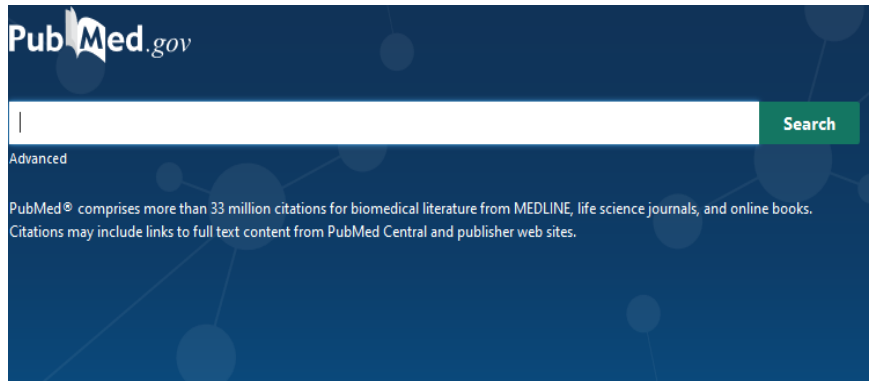 PubMed.gov
Search
Advanced
PubMed® comprises more than 33 million citations for biomedical literature from MEDLINE, life science journals, and online books.
Citations may include links to full text content from PubMed Central and publisher web sites.